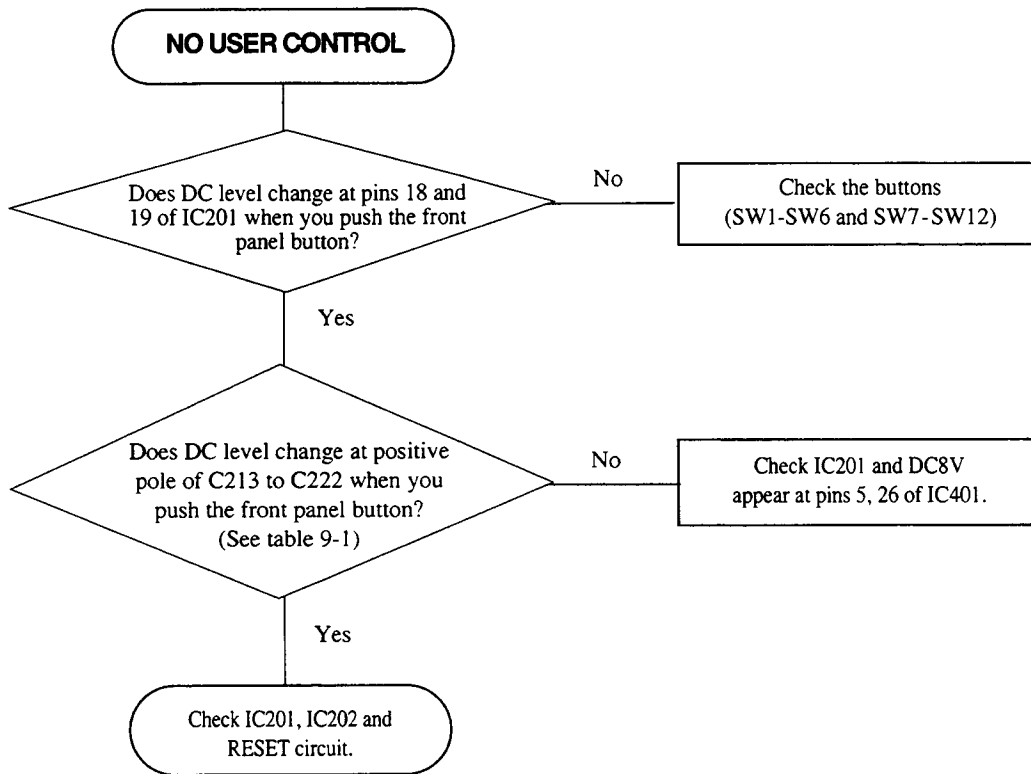 NO USER CONTROL
Does DC level change at pins 18 and
19 of IC201 when you push the front
panel button?
No
Check the buttons
(SW1-SW6 and SW7-SW12)
Yes
Does DC level change at positive
pole of C213 to C222 when you
push the front panel button?
(See table 9-1)
No
Check IC201 and DC8V
appear at pins 5, 26 of IC401.
Yes
Check IC201, IC202 and
RESET circuit.